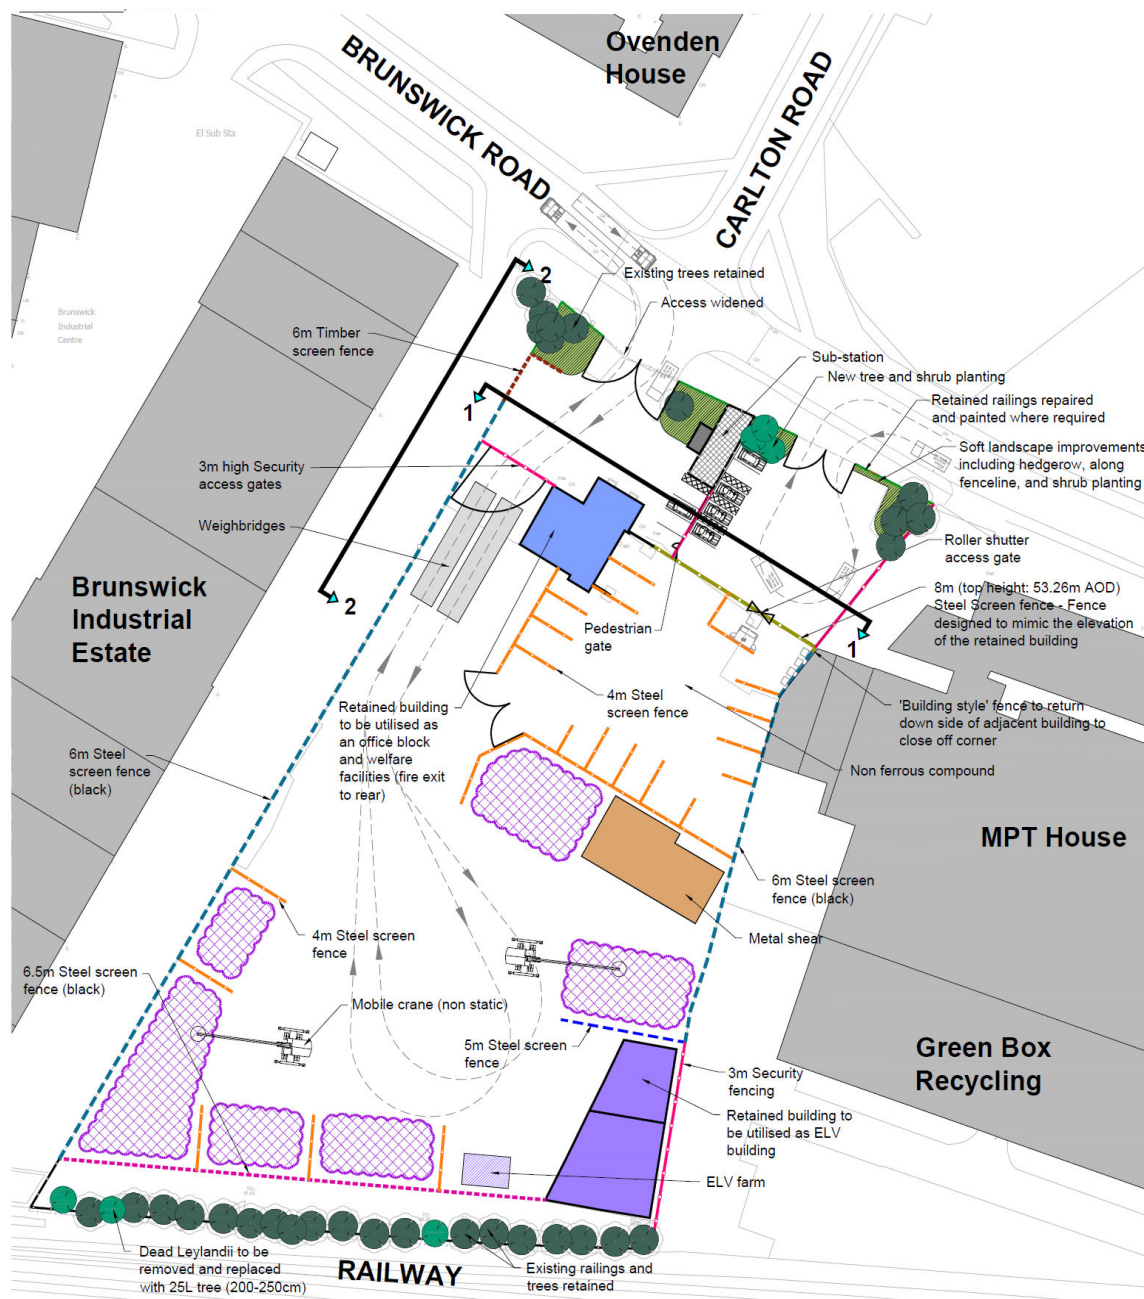 Ovenden
House
BRUNSWICK ROAD
CARLTON ROAD
El Sub Sta
2
Existing trees retained
Access widened
Brunswick
Industrial
Centre
6m Timber
screen fence
Sub-station
New tree and shrub planting
1
Retained railings repaired
and painted where required
Soft landscape improvements
including hedgerow, along
fenceline, and shrub planting
3m high Security
access gates
Weighbridges
Roller shutter
access gate
8m (top height: 53.26m AOD)
Steel Screen fence - Fence
designed to mimic the elevation
of the retained building
2
Brunswick
Industrial
Estate
Pedestrian
gate
1
4m Steel
screen fence
Retained building
to be utilised as
an office block
and welfare
facilities (fire exit
to rear)
'Building style' fence to return
down side of adjacent building to
close off corner
6m Steel
screen fence
(black)
Non ferrous compound
MPT House
6m Steel screen
fence (black)
Metal shear
4m Steel screen
fence
6.5m Steel screen
fence (black)
Mobile crane (non static)
5m Steel screen
fence
Green Box
Recycling
3m Security
fencing
Retained building to
be utilised as ELV
building
ELV farm
Dead Leylandii to be
removed and replaced
with 25L tree (200-250cm)
RAILWAY
Existing railings and
trees retained